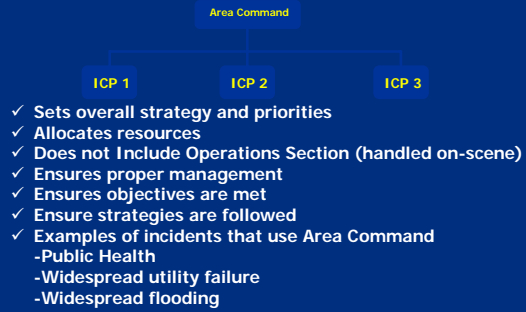 Area Command
ICP 1 ICP 2 ICP 3
✓ Sets overall strategy and priorities
✓ Allocates resources
✓ Does not Include Operations Section (handled on-scene)
✓ Ensures proper management
✓ Ensures objectives are met
✓ Ensure strategies are followed
✓ Examples of incidents that use Area Command
-Public Health
-Widespread utility failure
-Widespread flooding